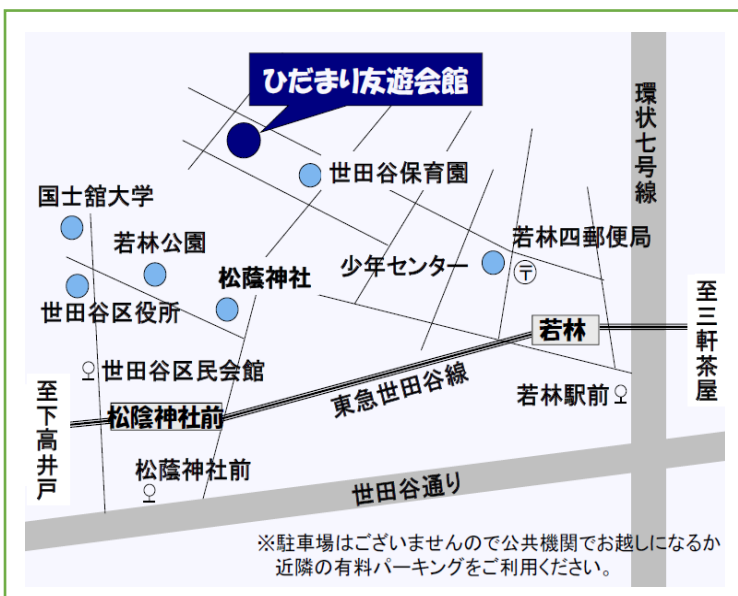 ひだまり友遊会館
環状七号線
世田谷保育園
国士舘大学
若林公園
若林四郵便局
松蔭神社
少年センター
〒
世田谷区役所
若林
至三軒茶屋
世田谷区民会館
東急世田谷線
若林駅前
至下高井戸
松陰神社前
松蔭神社前
世田谷通り
※駐車場はございませんので公共機関でお越しになるか
近隣の有料パーキングをご利用ください。